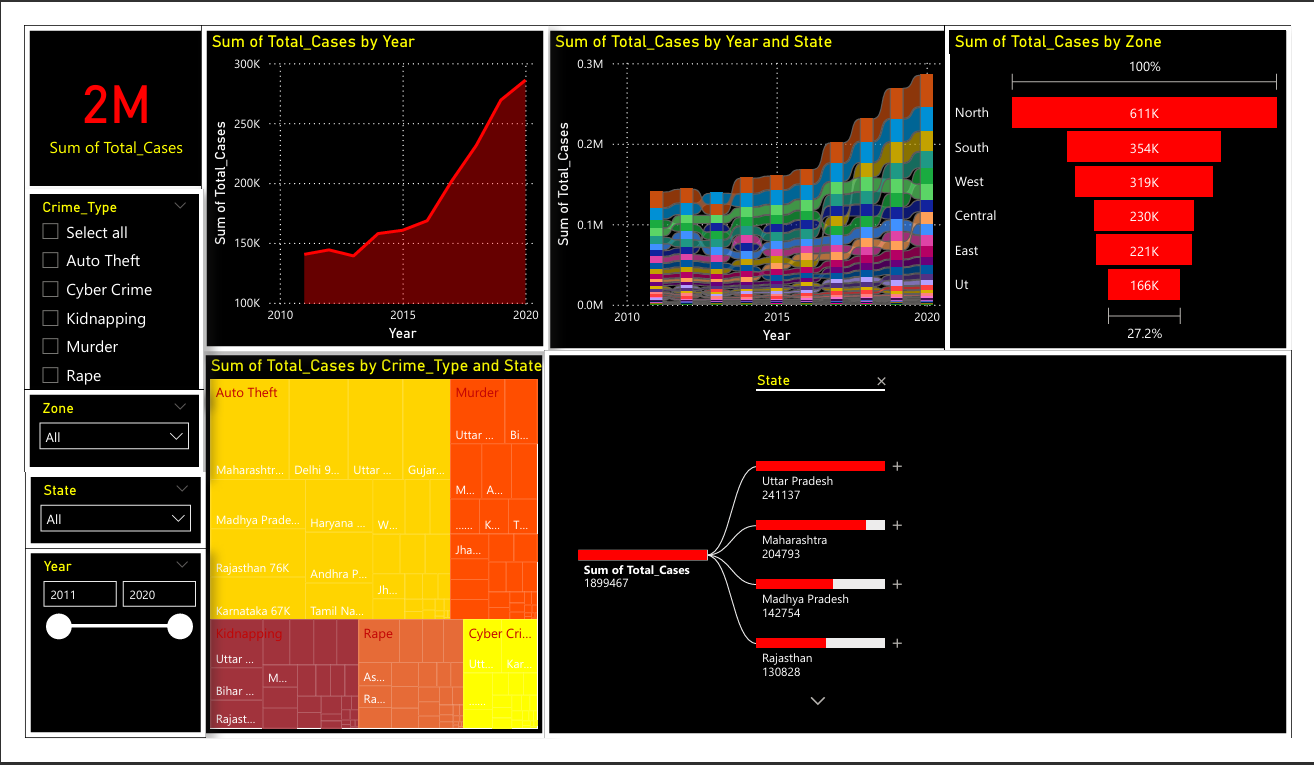 2M
Sum of Total_Cases
Crime_Type
Select all
Auto Theft
Cyber Crime
Kidnapping
Murder
Rape
Zone
All
State
All
Year
2011 2020
Sum of Total_Cases by Year
300K
250K
200K
150K
100K
Sum of Total_Cases
2010 2015 2020
Year
Sum of Total_Cases by Year and State
0.3M
0.2M
0.1M
0.0M
Sum of Total_Cases
2010 2015 2020
Year
Sum of Total_Cases by Zone
100%
North 611K
South 354K
West 319K
Central 230K
East 221K
Ut 166K
27.2%
Sum of Total_Cases by Crime_Type and State
Auto Theft
Maharashtr... Delhi 9... Uttar ... Gujar...
Madhya Prade... Haryana ... W...
Rajasthan 76K Andhra P... Jh...
Karnataka 67K Tamil Na...
Murder
Uttar ... Bi...
M... A...
...... K... T...
Jha...
Kidnapping
Uttar ...
M...
Bihar ...
Rajast...
Rape
As...
Ra...
Cyber Cri...
Utt... Kar...
State
Sum of Total_Cases
1899467
Uttar Pradesh
241137
Maharashtra
204793
Madhya Pradesh
142754
Rajasthan
130828